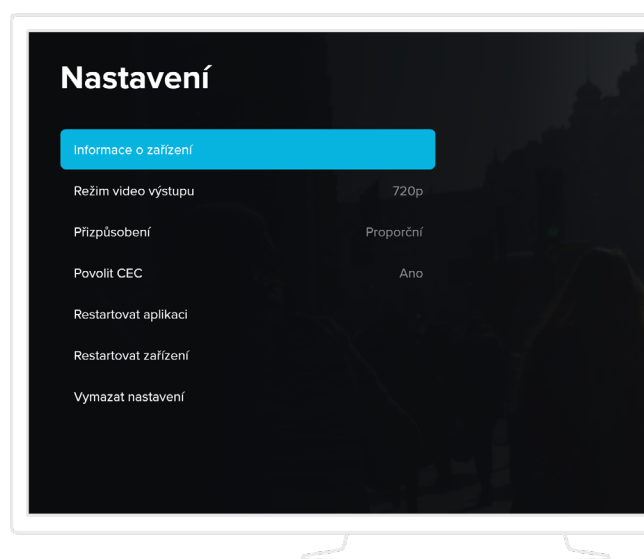 Nastavení
Informace o zařízení
Režim video výstupu 720p
Přizpůsobení Proporční
Povolit CEC Ano
Restartovat aplikaci
Restartovat zařízení
Vymazat nastavení